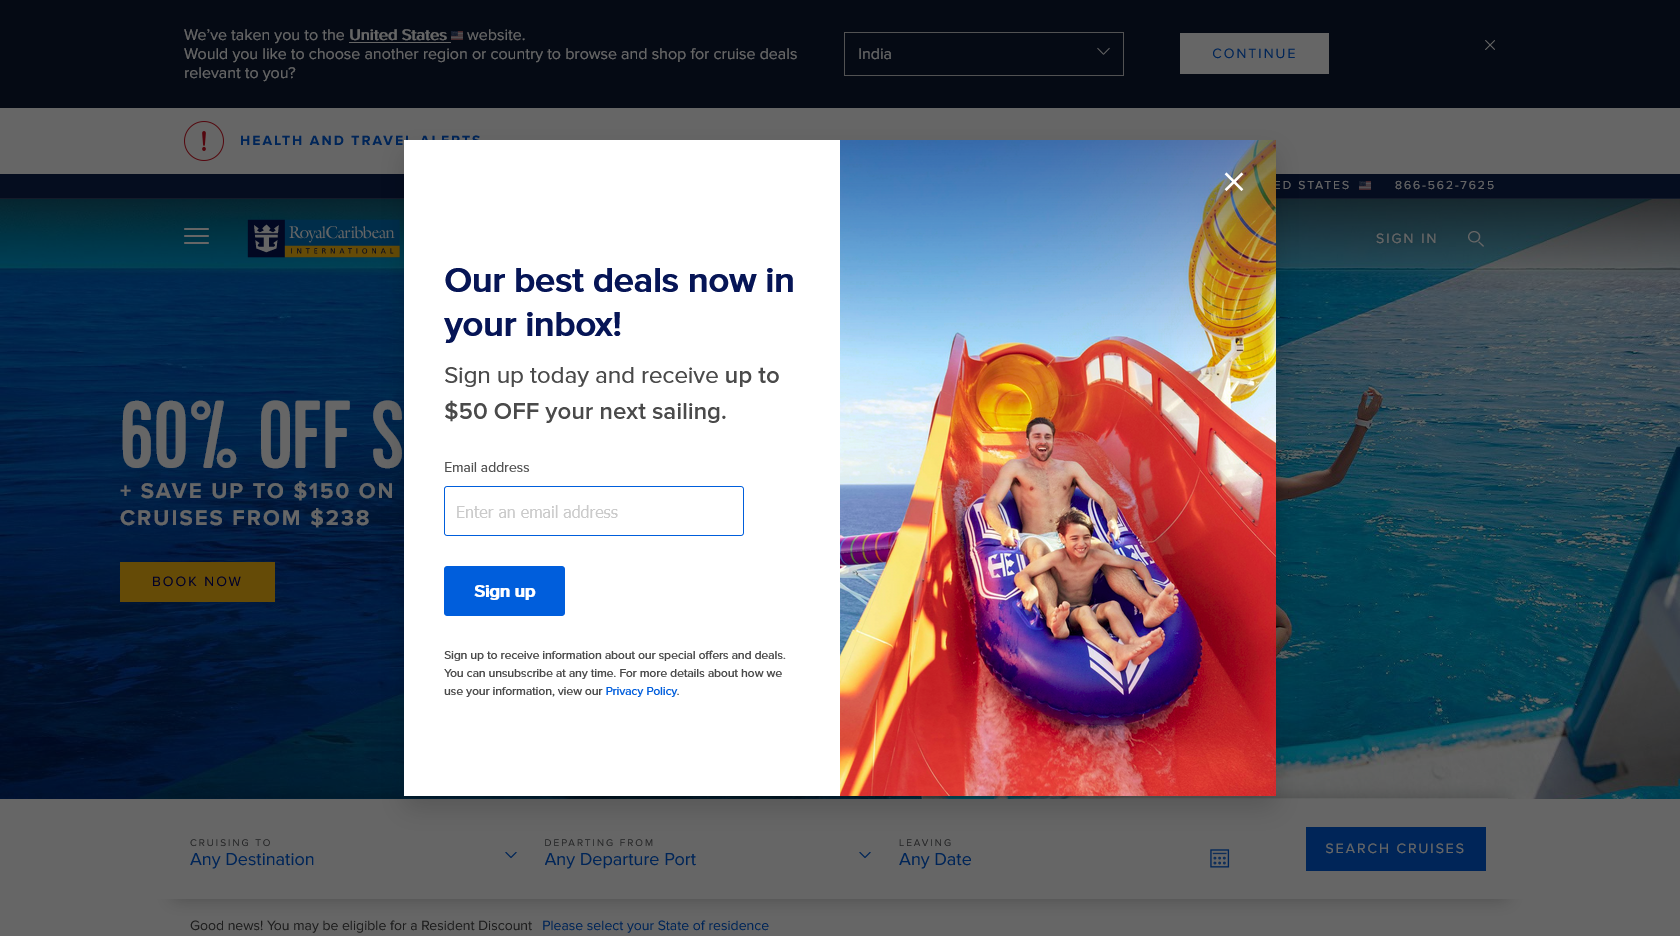 We've taken you to the United States website.
Would you like to choose another region or country to browse and shop for cruise deals
relevant to you?
India
CONTINUE
HEALTH AND TRAVEL ALERTS
ED STATES 866-562-7625
RoyalCaribbean
INTERNATIONAL
SIGN IN
Our best deals now in
your inbox!
Sign up today and receive up to
$50 OFF your next sailing.
Email address
Enter an email address
Sign up
Sign up to receive information about our special offers and deals.
You can unsubscribe at any time. For more details about how we
use your information, view our Privacy Policy.
60% OFF S
+ SAVE UP TO $150 ON
CRUISES FROM $238
BOOK NOW
CRUISING TO
Any Destination
DEPARTING FROM
Any Departure Port
LEAVING
Any Date
SEARCH CRUISES
Good news! You may be eligible for a Resident Discount Please select your State of residence